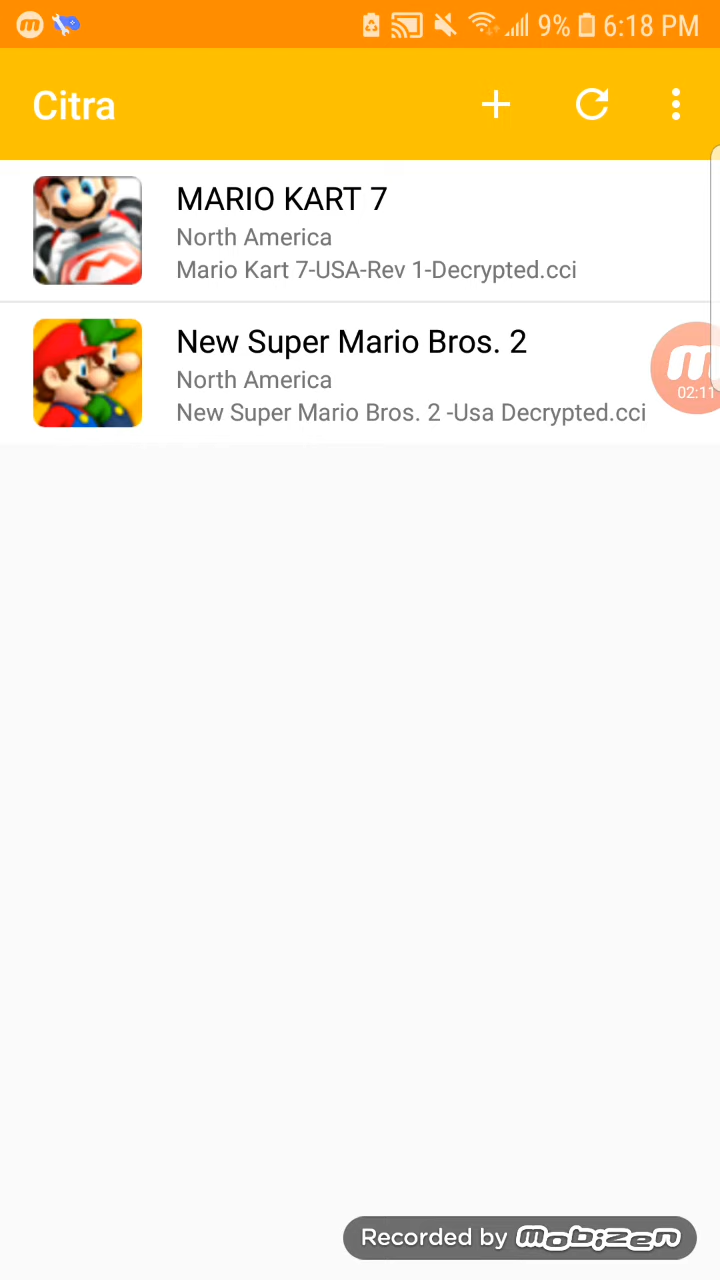 9% 6:18 PM
Citra
MARIO KART 7
North America
Mario Kart 7-USA-Rev 1-Decrypted.cci
New Super Mario Bros. 2
North America
New Super Mario Bros. 2 -Usa Decrypted.cci
02:11
Recorded by mobizen